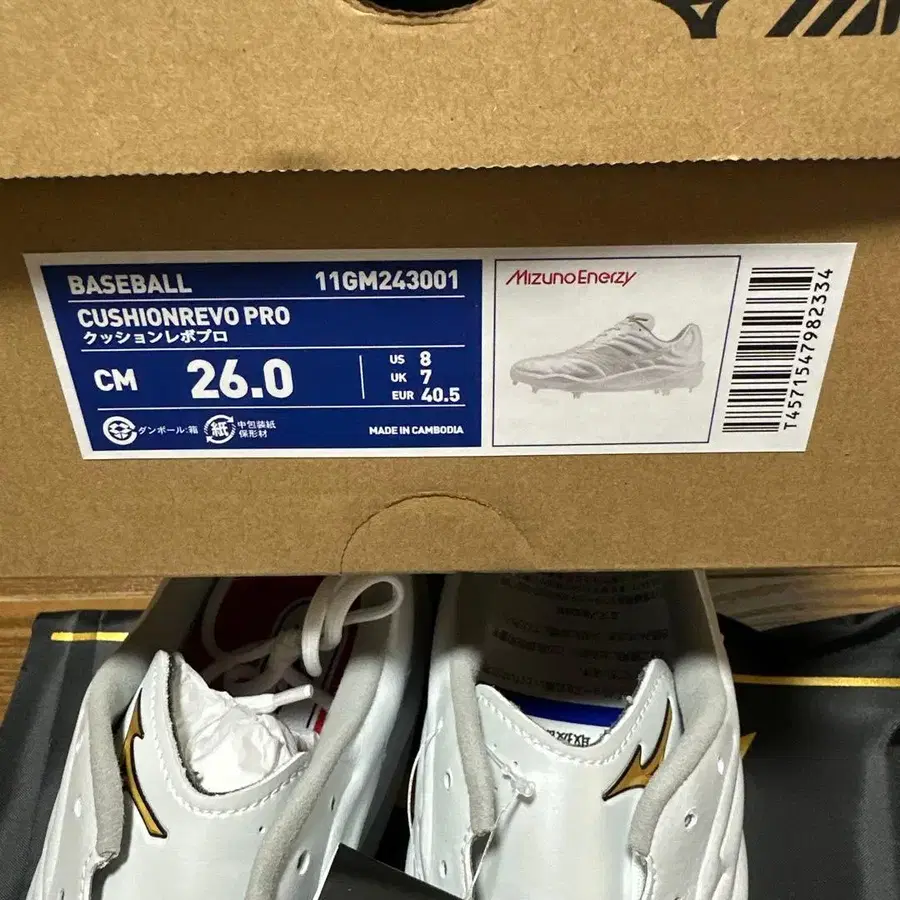 BASEBALL 11GM243001
CUSHIONREVO PRO
クッションレボプロ
CM 26.0
US 8
UK 7
EUR 40.5
ダンボール:箱
紙 中包装紙
保形材
MADE IN CAMBODIA
MizunoEnerzy
T4571547982334